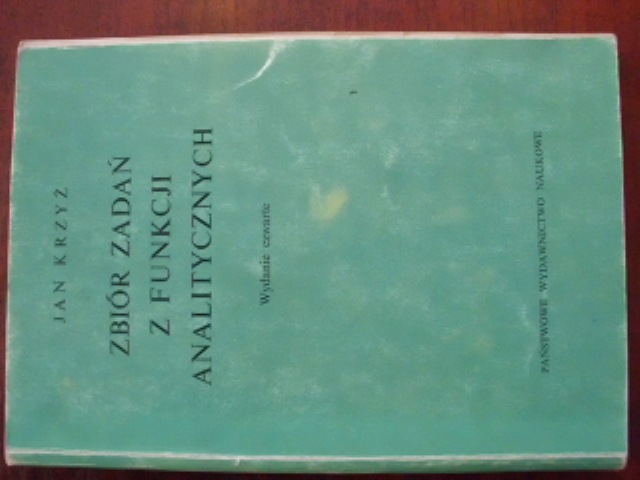 JAN KRZYŻ
ZBIÓR ZADAŃ
Z FUNKCJI
ANALITYCZNYCH
Wydanie czwarte
PAŃSTWOWE WYDAWNICTWO NAUKOWE